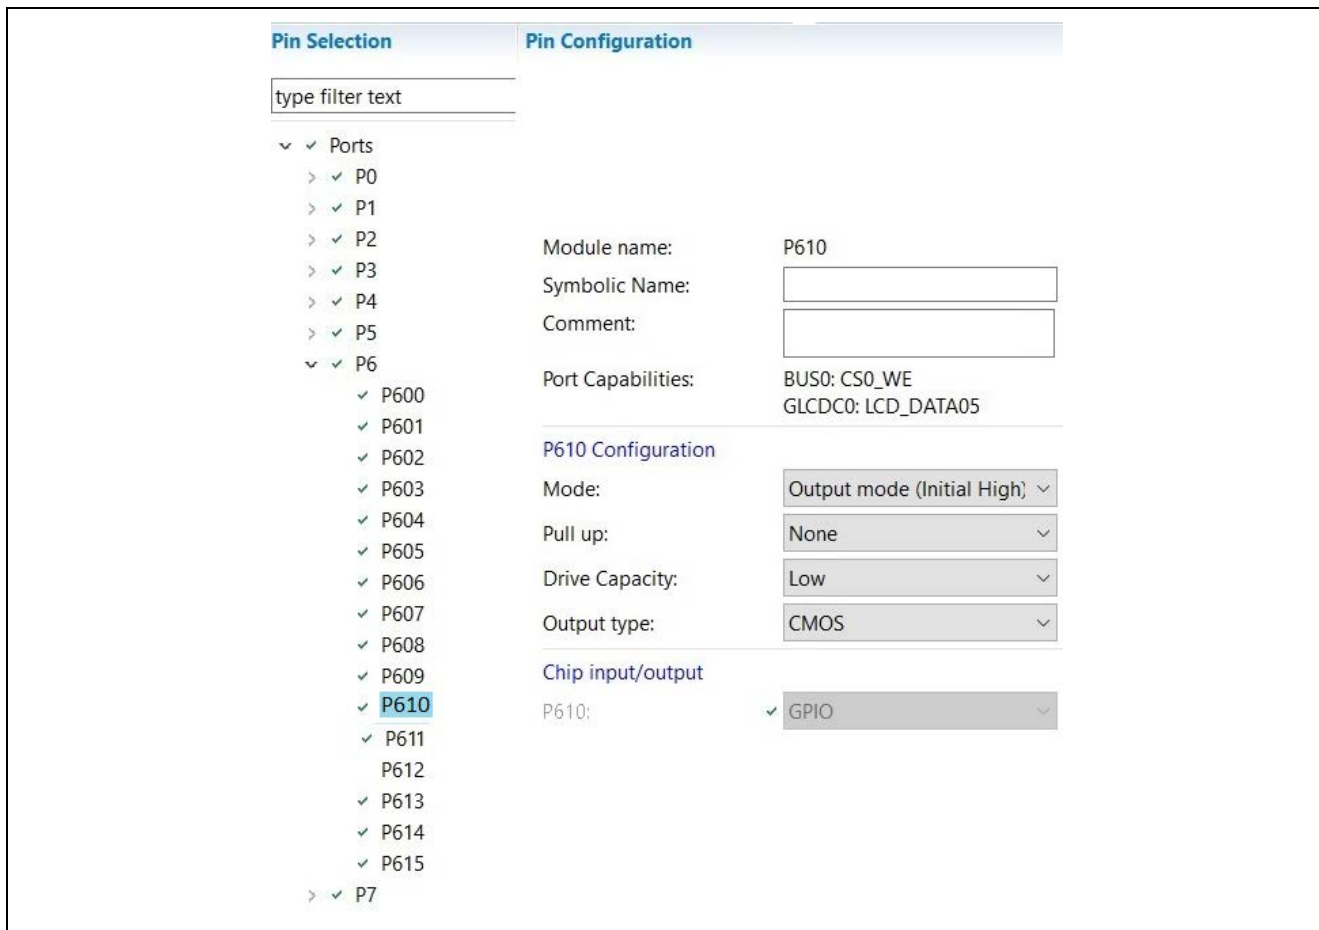 Pin Selection
type filter text
Ports
P0
P1
P2
P3
P4
P5
P6
P600
P601
P602
P603
P604
P605
P606
P607
P608
P609
P610
P611
P612
P613
P614
P615
P7
Pin Configuration
Module name: P610
Symbolic Name:
Comment:
Port Capabilities: BUS0: CS0_WE
GLCDC0: LCD_DATA05
P610 Configuration
Mode: Output mode (Initial High)
Pull up: None
Drive Capacity: Low
Output type: CMOS
Chip input/output
P610: GPIO